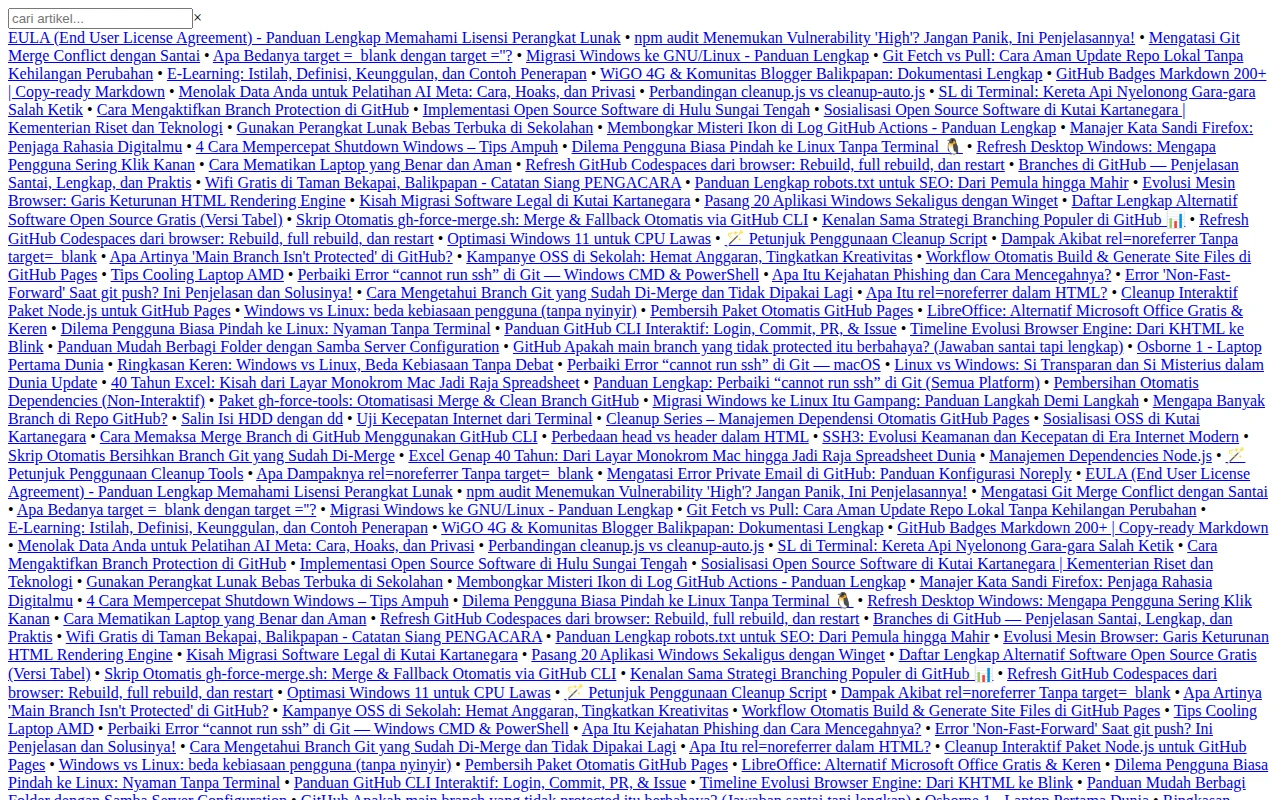 cari artikel...×
EULA (End User License Agreement) - Panduan Lengkap Memahami Lisensi Perangkat Lunak • npm audit Menemukan Vulnerability 'High'? Jangan Panik, Ini Penjelasannya! • Mengatasi Git
Merge Conflict dengan Santai • Apa Bedanya target =_blank dengan target =''? • Migrasi Windows ke GNU/Linux - Panduan Lengkap • Git Fetch vs Pull: Cara Aman Update Repo Lokal Tanpa
Kehilangan Perubahan • E-Learning: Istilah, Definisi, Keunggulan, dan Contoh Penerapan • WiGO 4G & Komunitas Blogger Balikpapan: Dokumentasi Lengkap • GitHub Badges Markdown 200+
| Copy-ready Markdown • Menolak Data Anda untuk Pelatihan AI Meta: Cara, Hoaks, dan Privasi • Perbandingan cleanup.js vs cleanup-auto.js • SL di Terminal: Kereta Api Nyelonong Gara-gara
Salah Ketik • Cara Mengaktifkan Branch Protection di GitHub • Implementasi Open Source Software di Hulu Sungai Tengah • Sosialisasi Open Source Software di Kutai Kartanegara |
Kementerian Riset dan Teknologi • Gunakan Perangkat Lunak Bebas Terbuka di Sekolahan • Membongkar Misteri Ikon di Log GitHub Actions - Panduan Lengkap • Manajer Kata Sandi Firefox:
Penjaga Rahasia Digitalmu • 4 Cara Mempercepat Shutdown Windows – Tips Ampuh • Dilema Pengguna Biasa Pindah ke Linux Tanpa Terminal 🐧 • Refresh Desktop Windows: Mengapa
Pengguna Sering Klik Kanan • Cara Mematikan Laptop yang Benar dan Aman • Refresh GitHub Codespaces dari browser: Rebuild, full rebuild, dan restart • Branches di GitHub — Penjelasan
Santai, Lengkap, dan Praktis • Wifi Gratis di Taman Bekapai, Balikpapan - Catatan Siang PENGACARA • Panduan Lengkap robots.txt untuk SEO: Dari Pemula hingga Mahir • Evolusi Mesin
Browser: Garis Keturunan HTML Rendering Engine • Kisah Migrasi Software Legal di Kutai Kartanegara • Pasang 20 Aplikasi Windows Sekaligus dengan Winget • Daftar Lengkap Alternatif
Software Open Source Gratis (Versi Tabel) • Skrip Otomatis gh-force-merge.sh: Merge & Fallback Otomatis via GitHub CLI • Kenalan Sama Strategi Branching Populer di GitHub 📊 • Refresh
GitHub Codespaces dari browser: Rebuild, full rebuild, dan restart • Optimasi Windows 11 untuk CPU Lawas • 🪄 Petunjuk Penggunaan Cleanup Script • Dampak Akibat rel=noreferrer Tanpa
target=_blank • Apa Artinya 'Main Branch Isn't Protected' di GitHub? • Kampanye OSS di Sekolah: Hemat Anggaran, Tingkatkan Kreativitas • Workflow Otomatis Build & Generate Site Files di
GitHub Pages • Tips Cooling Laptop AMD • Perbaiki Error “cannot run ssh” di Git — Windows CMD & PowerShell • Apa Itu Kejahatan Phishing dan Cara Mencegahnya? • Error 'Non-Fast-
Forward' Saat git push? Ini Penjelasan dan Solusinya! • Cara Mengetahui Branch Git yang Sudah Di-Merge dan Tidak Dipakai Lagi • Apa Itu rel=noreferrer dalam HTML? • Cleanup Interaktif
Paket Node.js untuk GitHub Pages • Windows vs Linux: beda kebiasaan pengguna (tanpa nyinyir) • Pembersih Paket Otomatis GitHub Pages • LibreOffice: Alternatif Microsoft Office Gratis &
Keren • Dilema Pengguna Biasa Pindah ke Linux: Nyaman Tanpa Terminal • Panduan GitHub CLI Interaktif: Login, Commit, PR, & Issue • Timeline Evolusi Browser Engine: Dari KHTML ke
Blink • Panduan Mudah Berbagi Folder dengan Samba Server Configuration • GitHub Apakah main branch yang tidak protected itu berbahaya? (Jawaban santai tapi lengkap) • Osborne 1 - Laptop
Pertama Dunia • Ringkasan Keren: Windows vs Linux, Beda Kebiasaan Tanpa Debat • Perbaiki Error “cannot run ssh” di Git — macOS • Linux vs Windows: Si Transparan dan Si Misterius dalam
Dunia Update • 40 Tahun Excel: Kisah dari Layar Monokrom Mac Jadi Raja Spreadsheet • Panduan Lengkap: Perbaiki “cannot run ssh” di Git (Semua Platform) • Pembersihan Otomatis
Dependencies (Non-Interaktif) • Paket gh-force-tools: Otomatisasi Merge & Clean Branch GitHub • Migrasi Windows ke Linux Itu Gampang: Panduan Langkah Demi Langkah • Mengapa Banyak
Branch di Repo GitHub? • Salin Isi HDD dengan dd • Uji Kecepatan Internet dari Terminal • Cleanup Series – Manajemen Dependensi Otomatis GitHub Pages • Sosialisasi OSS di Kutai
Kartanegara • Cara Memaksa Merge Branch di GitHub Menggunakan GitHub CLI • Perbedaan head vs header dalam HTML • SSH3: Evolusi Keamanan dan Kecepatan di Era Internet Modern •
Skrip Otomatis Bersihkan Branch Git yang Sudah Di-Merge • Excel Genap 40 Tahun: Dari Layar Monokrom Mac hingga Jadi Raja Spreadsheet Dunia • Manajemen Dependencies Node.js • 🪄
Petunjuk Penggunaan Cleanup Tools • Apa Dampaknya rel=noreferrer Tanpa target=_blank • Mengatasi Error Private Email di GitHub: Panduan Konfigurasi Noreply • EULA (End User License
Agreement) - Panduan Lengkap Memahami Lisensi Perangkat Lunak • npm audit Menemukan Vulnerability 'High'? Jangan Panik, Ini Penjelasannya! • Mengatasi Git Merge Conflict dengan Santai
• Apa Bedanya target =_blank dengan target =''? • Migrasi Windows ke GNU/Linux - Panduan Lengkap • Git Fetch vs Pull: Cara Aman Update Repo Lokal Tanpa Kehilangan Perubahan •
E-Learning: Istilah, Definisi, Keunggulan, dan Contoh Penerapan • WiGO 4G & Komunitas Blogger Balikpapan: Dokumentasi Lengkap • GitHub Badges Markdown 200+ | Copy-ready Markdown
• Menolak Data Anda untuk Pelatihan AI Meta: Cara, Hoaks, dan Privasi • Perbandingan cleanup.js vs cleanup-auto.js • SL di Terminal: Kereta Api Nyelonong Gara-gara Salah Ketik • Cara
Mengaktifkan Branch Protection di GitHub • Implementasi Open Source Software di Hulu Sungai Tengah • Sosialisasi Open Source Software di Kutai Kartanegara | Kementerian Riset dan
Teknologi • Gunakan Perangkat Lunak Bebas Terbuka di Sekolahan • Membongkar Misteri Ikon di Log GitHub Actions - Panduan Lengkap • Manajer Kata Sandi Firefox: Penjaga Rahasia
Digitalmu • 4 Cara Mempercepat Shutdown Windows – Tips Ampuh • Dilema Pengguna Biasa Pindah ke Linux Tanpa Terminal 🐧 • Refresh Desktop Windows: Mengapa Pengguna Sering Klik
Kanan • Cara Mematikan Laptop yang Benar dan Aman • Refresh GitHub Codespaces dari browser: Rebuild, full rebuild, dan restart • Branches di GitHub — Penjelasan Santai, Lengkap, dan
Praktis • Wifi Gratis di Taman Bekapai, Balikpapan - Catatan Siang PENGACARA • Panduan Lengkap robots.txt untuk SEO: Dari Pemula hingga Mahir • Evolusi Mesin Browser: Garis Keturunan
HTML Rendering Engine • Kisah Migrasi Software Legal di Kutai Kartanegara • Pasang 20 Aplikasi Windows Sekaligus dengan Winget • Daftar Lengkap Alternatif Software Open Source Gratis
(Versi Tabel) • Skrip Otomatis gh-force-merge.sh: Merge & Fallback Otomatis via GitHub CLI • Kenalan Sama Strategi Branching Populer di GitHub 📊 • Refresh GitHub Codespaces dari
browser: Rebuild, full rebuild, dan restart • Optimasi Windows 11 untuk CPU Lawas • 🪄 Petunjuk Penggunaan Cleanup Script • Dampak Akibat rel=noreferrer Tanpa target=_blank • Apa Artinya
'Main Branch Isn't Protected' di GitHub? • Kampanye OSS di Sekolah: Hemat Anggaran, Tingkatkan Kreativitas • Workflow Otomatis Build & Generate Site Files di GitHub Pages • Tips Cooling
Laptop AMD • Perbaiki Error “cannot run ssh” di Git — Windows CMD & PowerShell • Apa Itu Kejahatan Phishing dan Cara Mencegahnya? • Error 'Non-Fast-Forward' Saat git push? Ini
Penjelasan dan Solusinya! • Cara Mengetahui Branch Git yang Sudah Di-Merge dan Tidak Dipakai Lagi • Apa Itu rel=noreferrer dalam HTML? • Cleanup Interaktif Paket Node.js untuk GitHub
Pages • Windows vs Linux: beda kebiasaan pengguna (tanpa nyinyir) • Pembersih Paket Otomatis GitHub Pages • LibreOffice: Alternatif Microsoft Office Gratis & Keren • Dilema Pengguna Biasa
Pindah ke Linux: Nyaman Tanpa Terminal • Panduan GitHub CLI Interaktif: Login, Commit, PR, & Issue • Timeline Evolusi Browser Engine: Dari KHTML ke Blink • Panduan Mudah Berbagi
Folder dengan Samba Server Configuration • GitHub Apakah main branch yang tidak protected itu berbahaya? (Jawaban santai tapi lengkap) • Osborne 1 - Laptop Pertama Dunia • Ringkasan